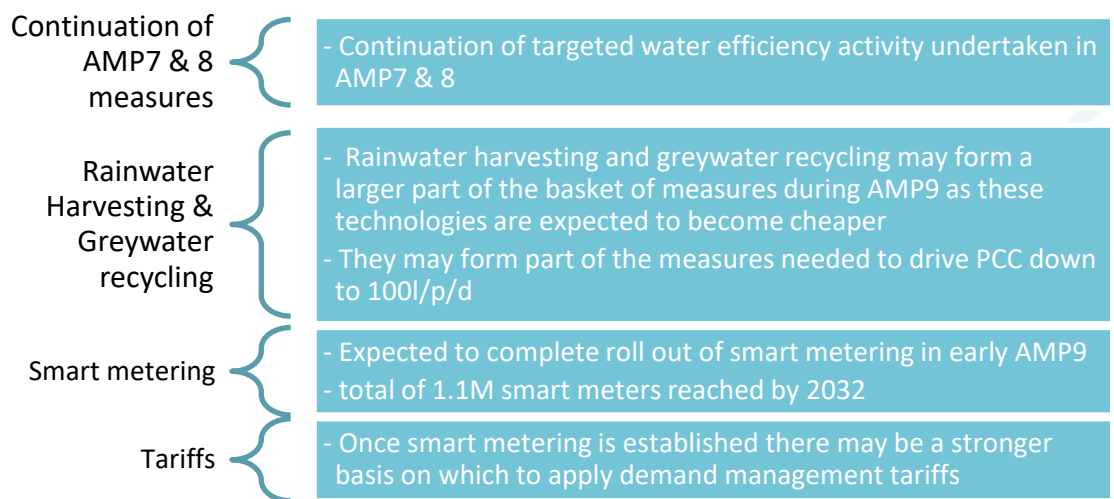 Continuation of
AMP7 & 8
measures
- Continuation of targeted water efficiency activity undertaken in
AMP7 & 8
Rainwater
Harvesting &
Greywater
recycling
- Rainwater harvesting and greywater recycling may form a
larger part of the basket of measures during AMP9 as these
technologies are expected to become cheaper
- They may form part of the measures needed to drive PCC down
to 100l/p/d
Smart metering
- Expected to complete roll out of smart metering in early AMP9
- total of 1.1M smart meters reached by 2032
Tariffs
- Once smart metering is established there may be a stronger
basis on which to apply demand management tariffs